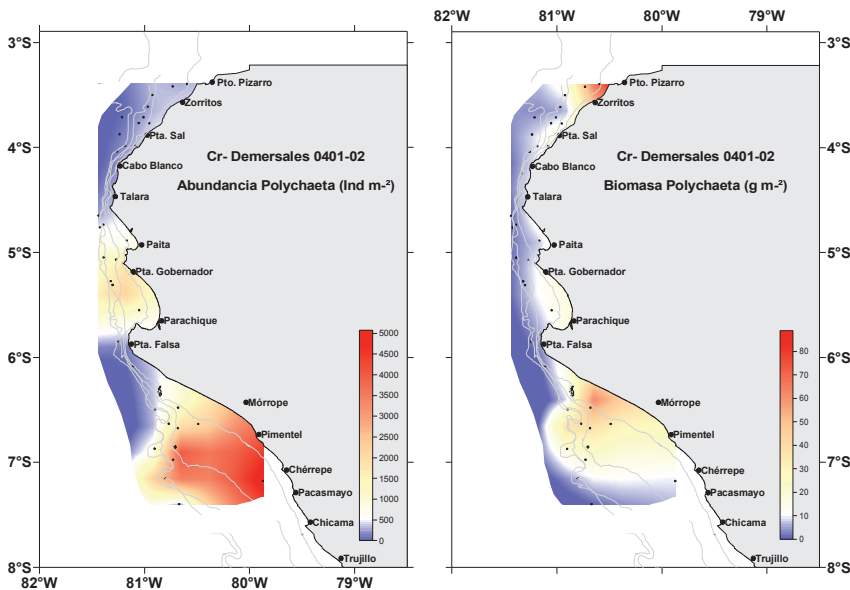 82°W 81°W 80°W 79°W
3°S
4°S
5°S
6°S
7°S
8°S
82°W 81°W 80°W 79°W
Pto. Pizarro
Zorritos
Pta. Sal
Cr- Demersales 0401-02
Cabo Blanco
Abundancia Polychaeta (Ind m-²)
Talara
Paita
Pta. Gobernador
Parachique
Pta. Falsa
Mórrope
Pimentel
Chérrepe
Pacasmayo
Chicama
Trujillo
5000
4500
4000
3500
3000
2500
2000
1500
1000
500
0
3°S
4°S
5°S
6°S
7°S
8°S
82°W 81°W 80°W 79°W
Pto. Pizarro
Zorritos
Pta. Sal
Cr- Demersales 0401-02
Cabo Blanco
Biomasa Polychaeta (g m-²)
Talara
Paita
Pta. Gobernador
Parachique
Pta. Falsa
Mórrope
Pimentel
Chérrepe
Pacasmayo
Chicama
Trujillo
80
70
60
50
40
30
20
10
0